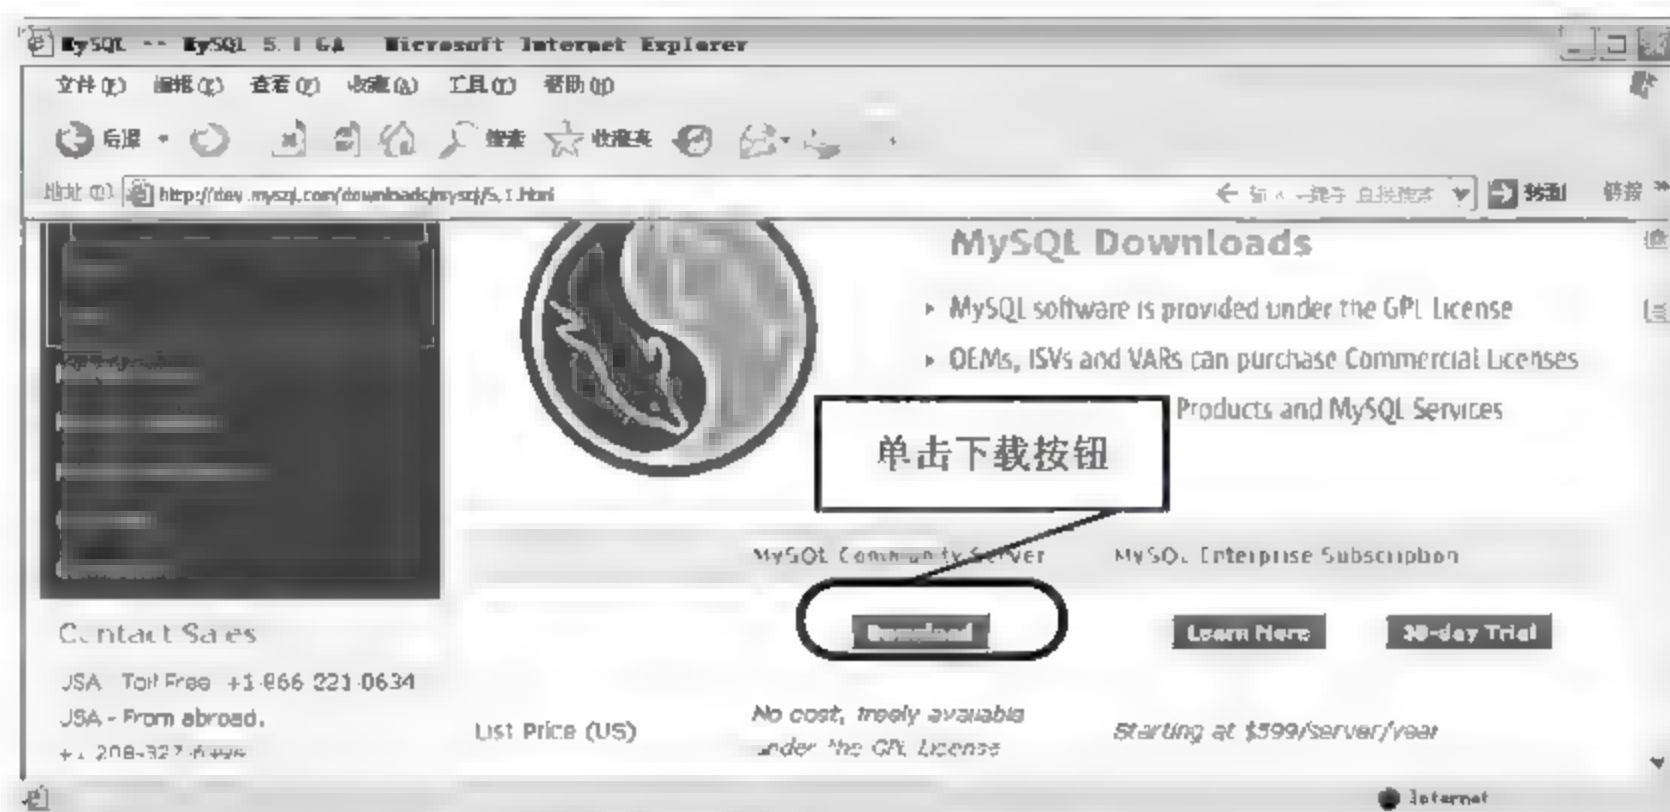 MySQL -- MySQL 5.1 GA Microsoft Internet Explorer
文件(F) 编辑(E) 查看(V) 收藏(A) 工具(T) 帮助(H)
后退 搜索 收藏夹
地址(D) http://dev.mysql.com/downloads/mysql/5.1.html 转到 链接 »
MySQL Downloads
MySQL software is provided under the GPL License
OEMs, ISVs and VARs can purchase Commercial Licenses
Products and MySQL Services
单击下载按钮
MySQL Community Server MySQL Enterprise Subscription
Download Learn More 30-day Trial
Contact Sales
USA - Toll Free: +1-866-221-0634
USA - From abroad:
List Price (US)
No cost, freely available
under the GPL License
Starting at $599/server/year
Internet